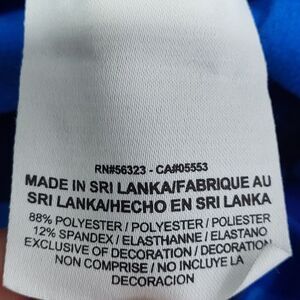 RN#56323 - CA#05553
MADE IN SRI LANKA/FABRIQUE AU
SRI LANKA/HECHO EN SRI LANKA
88% POLYESTER / POLYESTER / POLIESTER
12% SPANDEX / ELASTHANNE / ELASTANO
EXCLUSIVE OF DECORATION / DECORATION
NON COMPRISE / NO INCLUYE LA
DECORACION